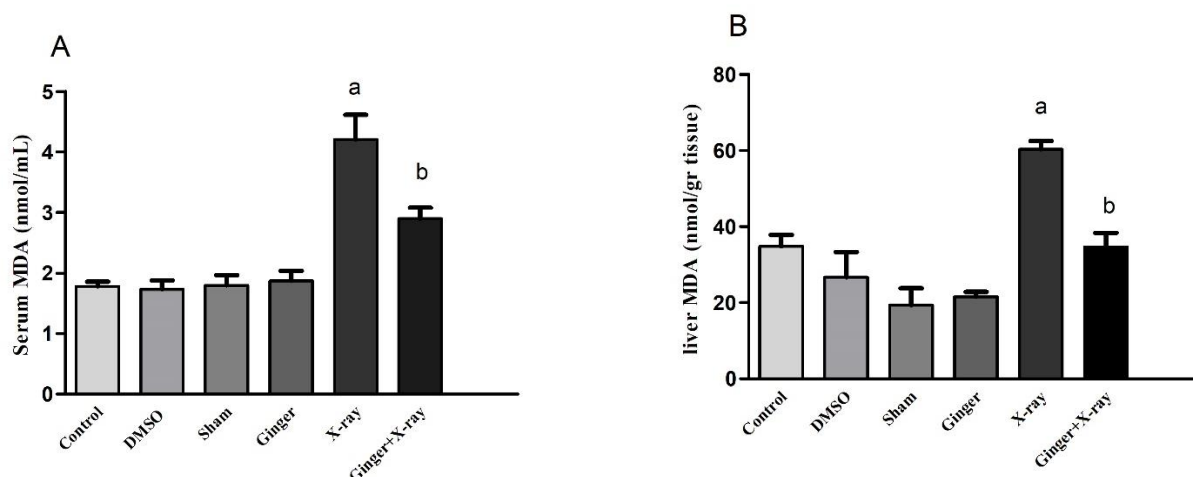 A
Serum MDA (nmol/mL)
5
4
3
2
1
0
a
b
Control
DMSO
Sham
Ginger
X-ray
Ginger+X-ray
B
liver MDA (nmol/gr tissue)
80
60
40
20
0
a
b
Control
DMSO
Sham
Ginger
X-ray
Ginger+X-ray